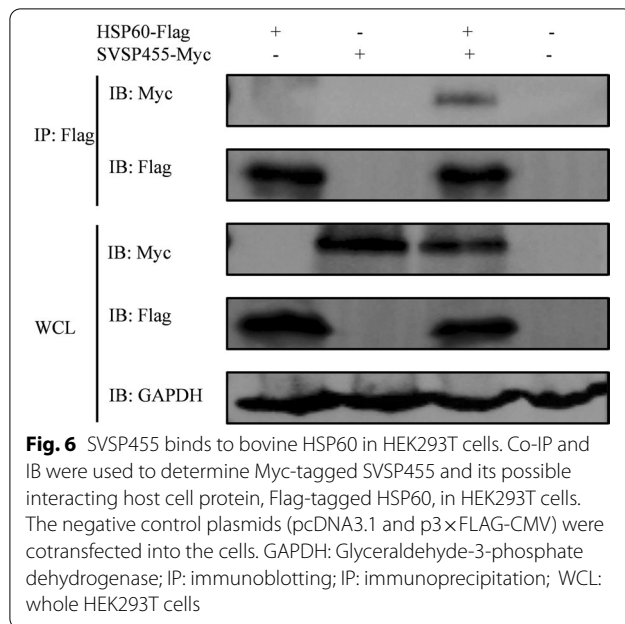 HSP60-Flag + - + -
SVSP455-Myc - + + -
IP: Flag
IB: Myc
IB: Flag
WCL
IB: Myc
IB: Flag
IB: GAPDH
Fig. 6 SVSP455 binds to bovine HSP60 in HEK293T cells. Co-IP and
IB were used to determine Myc-tagged SVSP455 and its possible
interacting host cell protein, Flag-tagged HSP60, in HEK293T cells.
The negative control plasmids (pcDNA3.1 and p3×FLAG-CMV) were
cotransfected into the cells. GAPDH: Glyceraldehyde-3-phosphate
dehydrogenase; IP: immunoblotting; IP: immunoprecipitation; WCL:
whole HEK293T cells